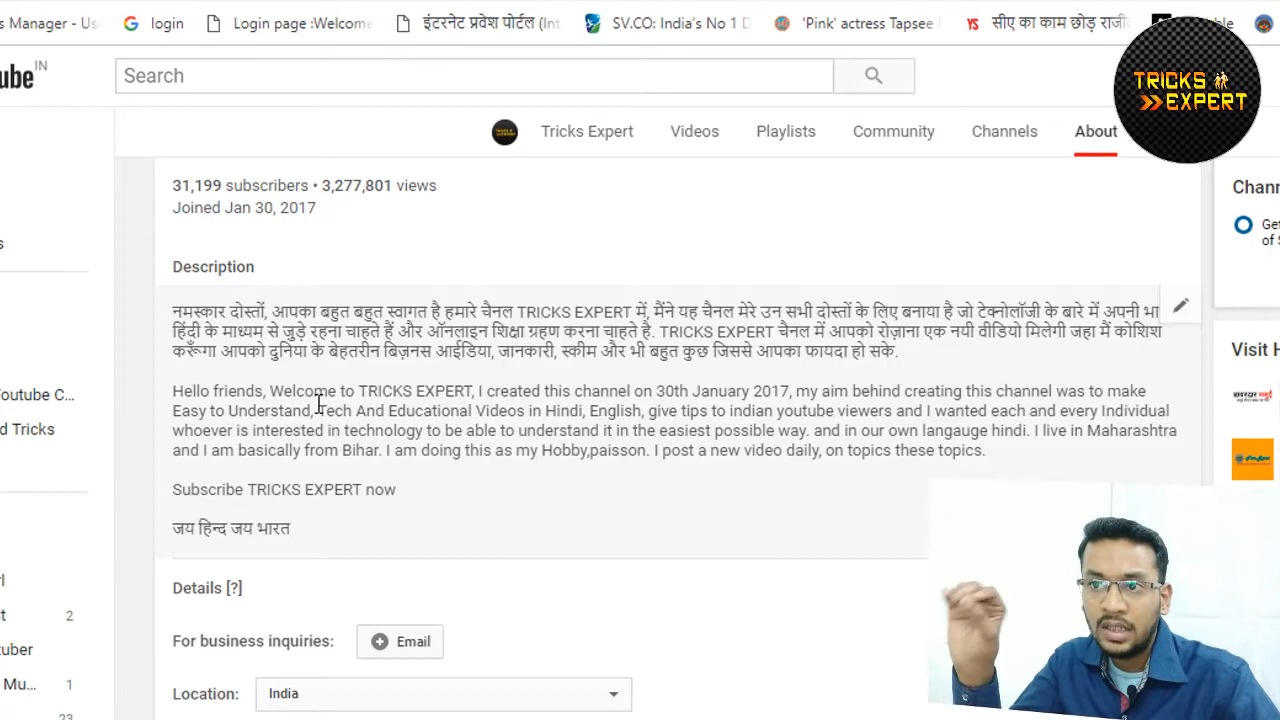 s Manager - Us login Login page :Welcome इंटरनेट प्रवेश पोर्टल (Int SV.CO: India's No 1 D 'Pink' actress Tapsee सीए का काम छोड़ राजी
ube IN Search
TRICKS
EXPERT
Tricks Expert Videos Playlists Community Channels About
31,199 subscribers • 3,277,801 views
Joined Jan 30, 2017
Chann
Get
of S
Description
नमस्कार दोस्तों, आपका बहुत बहुत स्वागत है हमारे चैनल TRICKS EXPERT में, मैंने यह चैनल मेरे उन सभी दोस्तों के लिए बनाया है जो टेक्नोलॉजी के बारे में अपनी भा
हिंदी के माध्यम से जुड़े रहना चाहते हैं और ऑनलाइन शिक्षा ग्रहण करना चाहते है. TRICKS EXPERT चैनल में आपको रोज़ाना एक नयी वीडियो मिलेगी जहा मैं कोशिश
करूँगा आपको दुनिया के बेहतरीन बिज़नस आईडिया, जानकारी, स्कीम और भी बहुत कुछ जिससे आपका फायदा हो सके.
Visit H
Hello friends, Welcome to TRICKS EXPERT, I created this channel on 30th January 2017, my aim behind creating this channel was to make
Easy to Understand, Tech And Educational Videos in Hindi, English, give tips to indian youtube viewers and I wanted each and every Individual
whoever is interested in technology to be able to understand it in the easiest possible way. and in our own langauge hindi. I live in Maharashtra
and I am basically from Bihar. I am doing this as my Hobby,paisson. I post a new video daily, on topics these topics.
Subscribe TRICKS EXPERT now
जय हिन्द जय भारत
Details [?]
For business inquiries: Email
Location: India
s
outube C...
d Tricks
rl
t 2
uber
Mu... 1
23